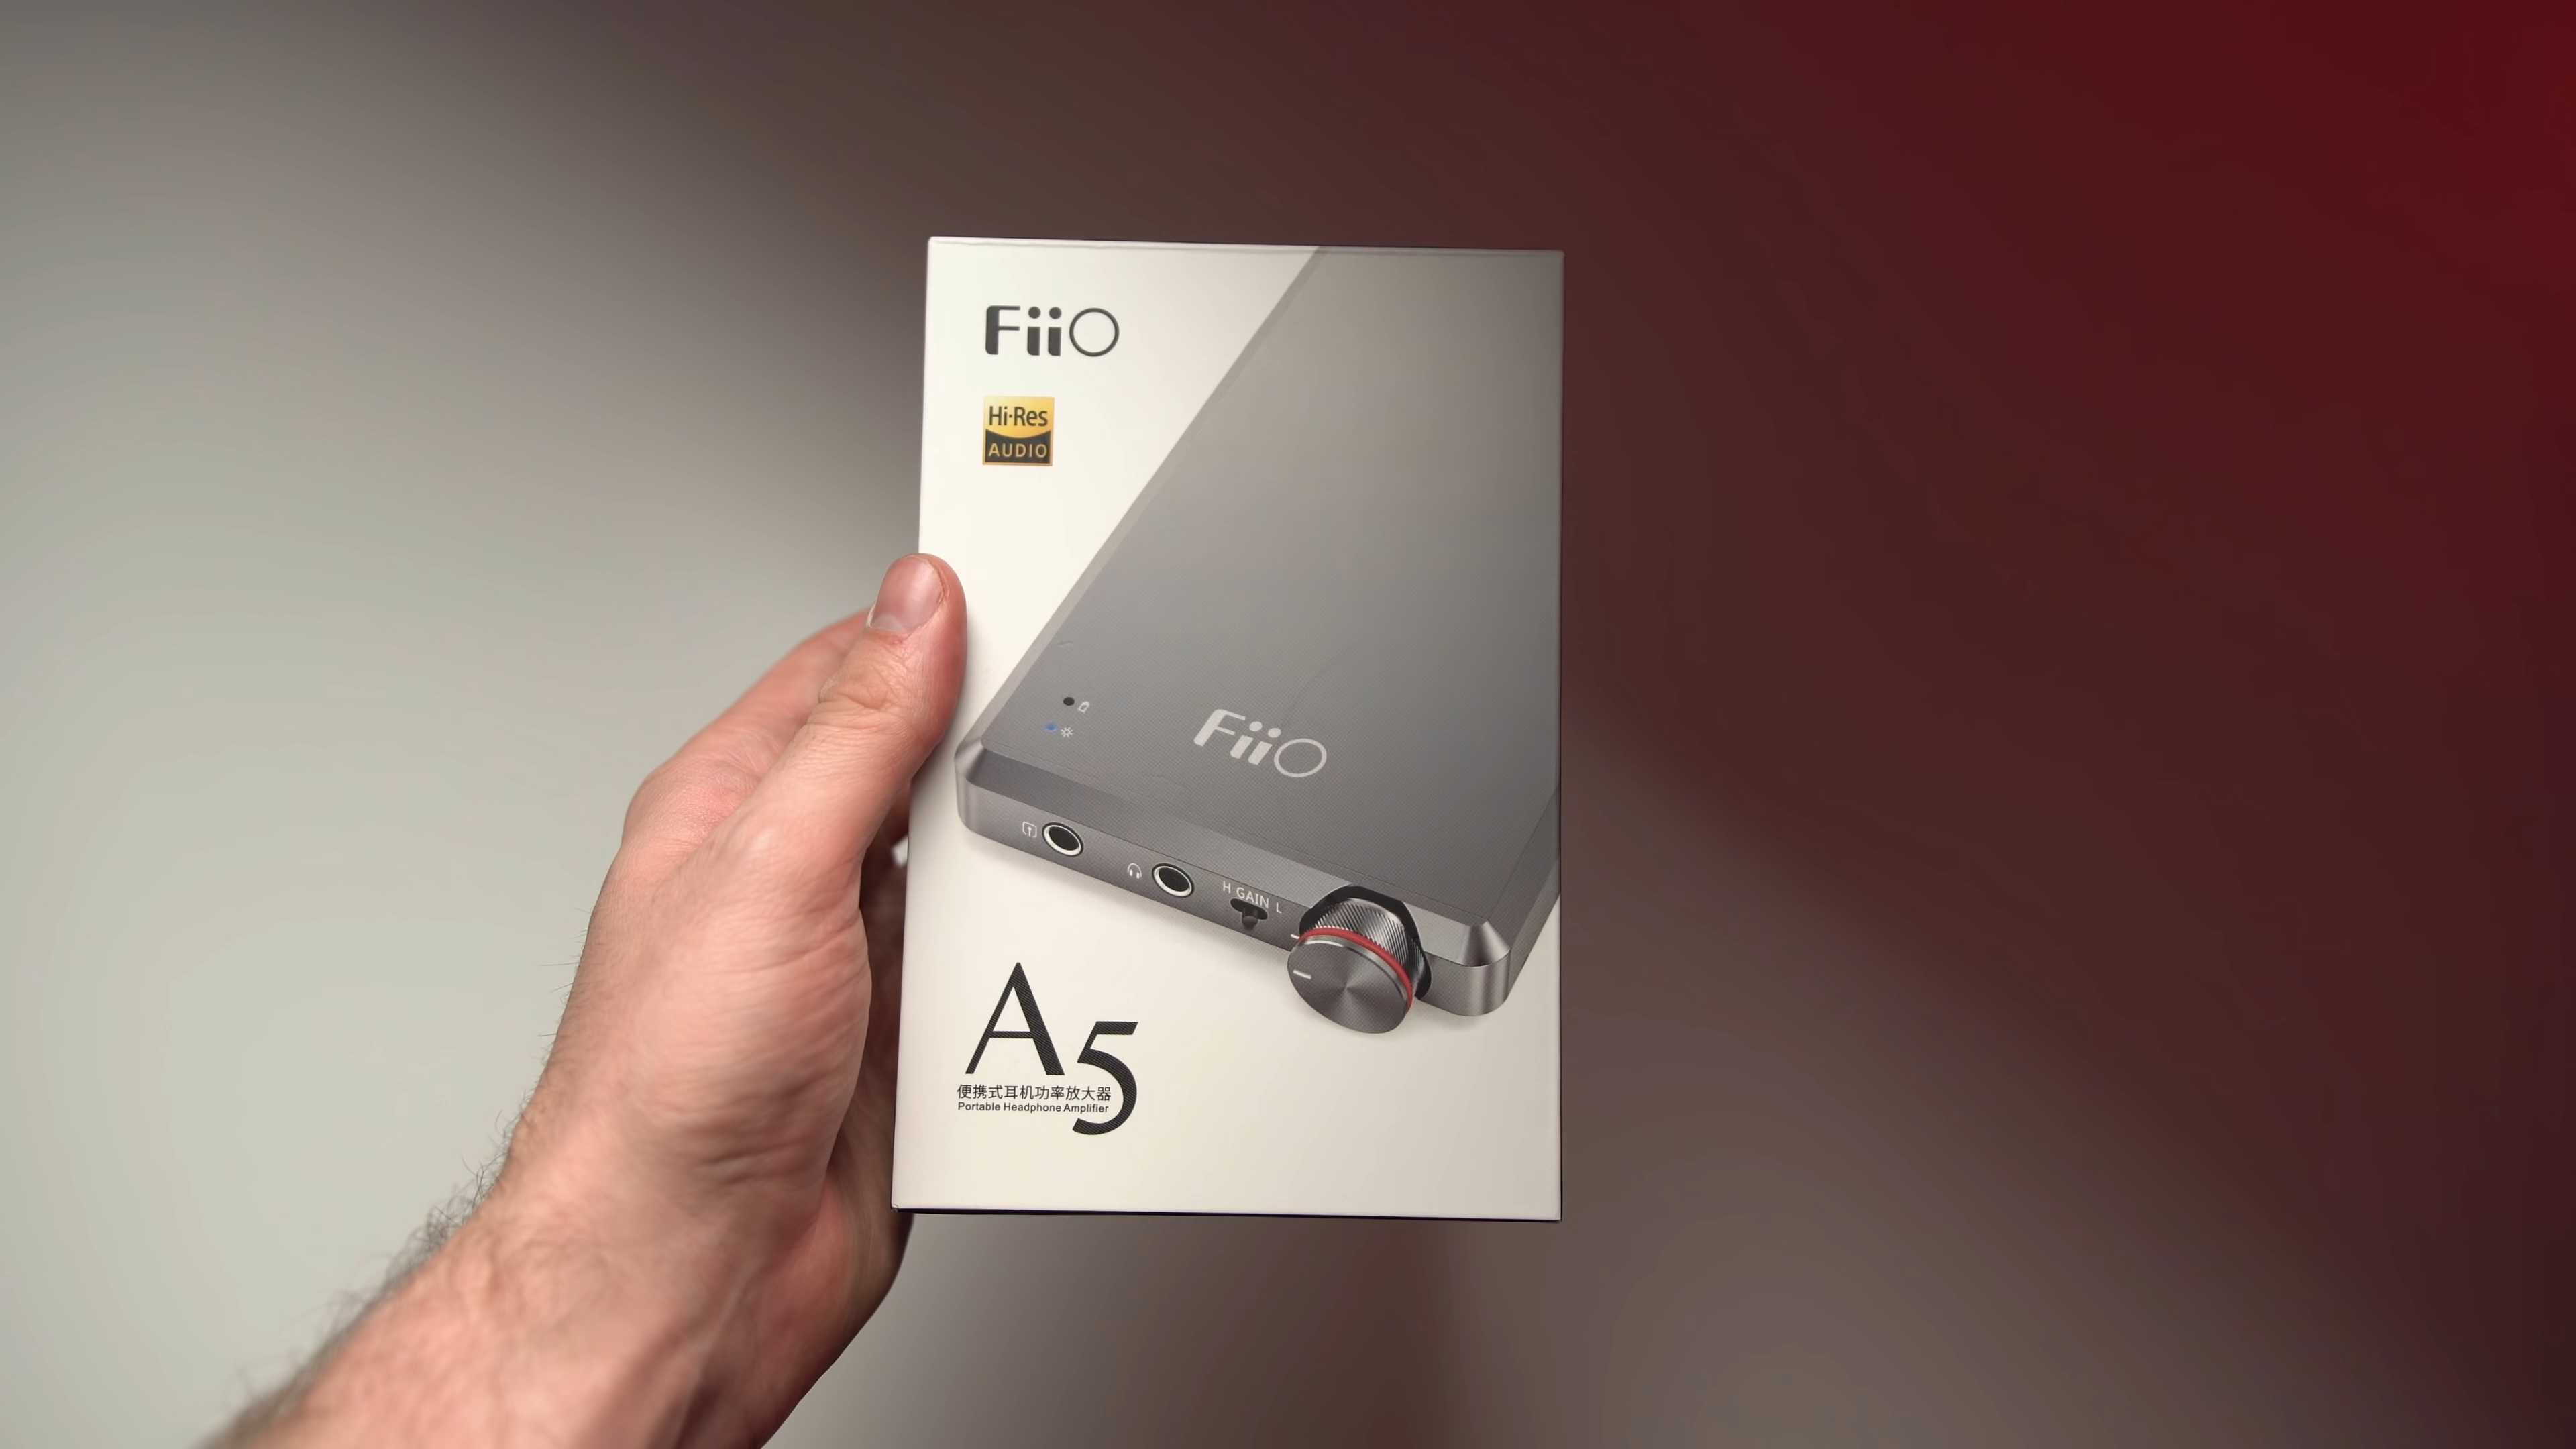 FiiO
Hi-Res
AUDIO
FiiO
H GAIN L
A5
便携式耳机功率放大器
Portable Headphone Amplifier